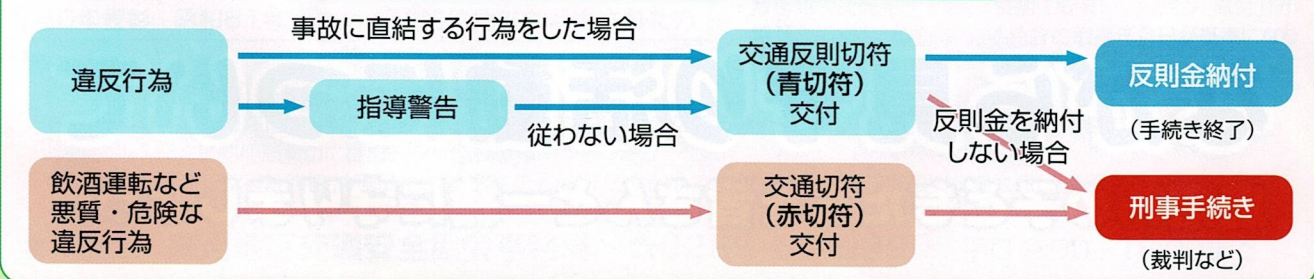 事故に直結する行為をした場合
違反行為
指導警告
従わない場合
交通反則切符
（青切符）
交付
反則金納付
（手続き終了）
反則金を納付
しない場合
飲酒運転など
悪質・危険な
違反行為
交通切符
（赤切符）
交付
刑事手続き
（裁判など）